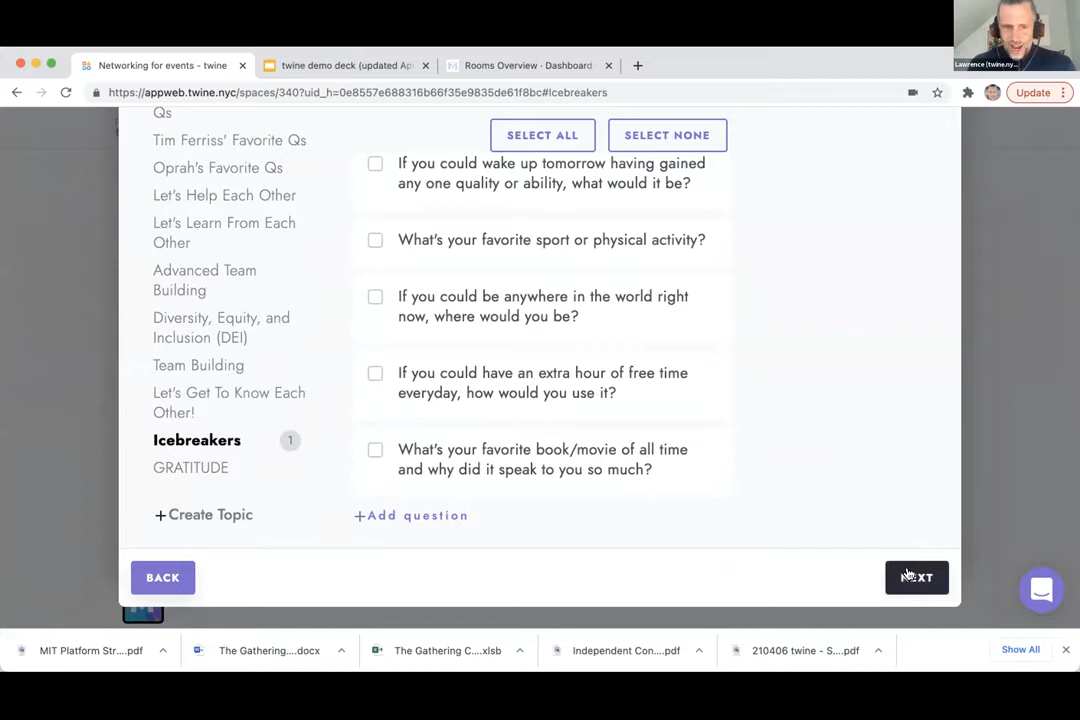 Lawrence (twine.ny...
Networking for events - twine
twine demo deck (updated Ap
Rooms Overview - Dashboard
https://appweb.twine.nyc/spaces/340?uid_h=0e8557e688316b66f35e9835de61f8bc#Icebreakers
Update
Qs
Tim Ferriss' Favorite Qs
Oprah's Favorite Qs
Let's Help Each Other
Let's Learn From Each
Other
Advanced Team
Building
Diversity, Equity, and
Inclusion (DEI)
Team Building
Let's Get To Know Each
Other!
Icebreakers
1
GRATITUDE
+Create Topic
SELECT ALL
SELECT NONE
If you could wake up tomorrow having gained
any one quality or ability, what would it be?
What's your favorite sport or physical activity?
If you could be anywhere in the world right
now, where would you be?
If you could have an extra hour of free time
everyday, how would you use it?
What's your favorite book/movie of all time
and why did it speak to you so much?
+Add question
BACK
NEXT
MIT Platform Str....pdf
The Gathering....docx
The Gathering C....xlsb
Independent Con....pdf
210406 twine - S....pdf
Show All